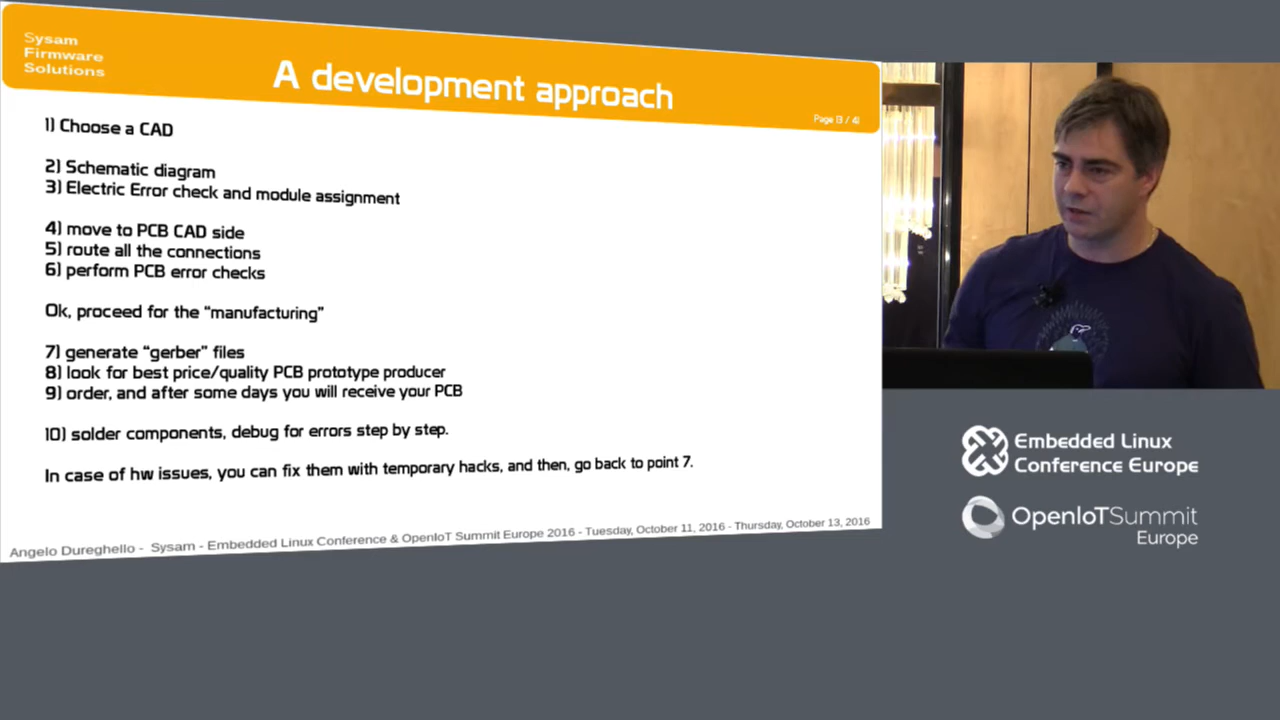 Sysam
Firmware
Solutions
A development approach
Page 13 / 41
1) Choose a CAD
2) Schematic diagram
3) Electric Error check and module assignment
4) move to PCB CAD side
5) route all the connections
6) perform PCB error checks
Ok, proceed for the "manufacturing"
7) generate "gerber" files
8) look for best price/quality PCB prototype producer
9) order, and after some days you will receive your PCB
10) solder components, debug for errors step by step.
In case of hw issues, you can fix them with temporary hacks, and then, go back to point 7.
Angelo Dureghello - Sysam - Embedded Linux Conference & OpenIoT Summit Europe 2016 - Tuesday, October 11, 2016 - Thursday, October 13, 2016
Embedded Linux
Conference Europe
OpenIoTSummit
Europe